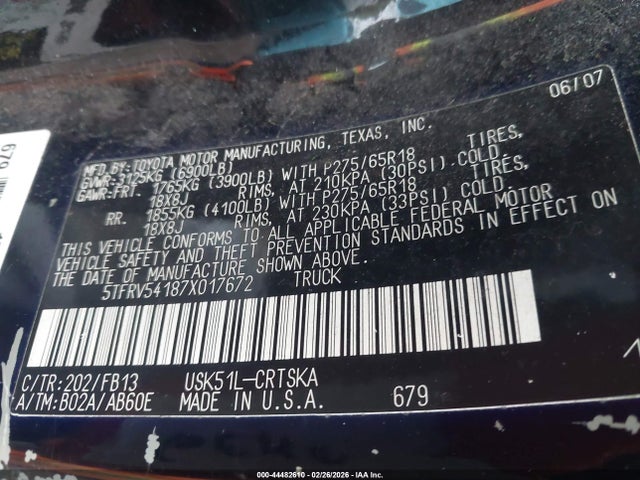 06/07
MFD BY: TOYOTA MOTOR MANUFACTURING, TEXAS, INC.
GVWR: 3125KG (6900LB)
GAWR:FRT. 1765KG (3900LB) WITH P275/65R18 TIRES,
18X8J RIMS, AT 210KPA (30PSI) COLD.
RR. 1855KG (4100LB) WITH P275/65R18 TIRES,
18X8J RIMS, AT 230KPA (33PSI) COLD.
THIS VEHICLE CONFORMS TO ALL APPLICABLE FEDERAL MOTOR
VEHICLE SAFETY AND THEFT PREVENTION STANDARDS IN EFFECT ON
THE DATE OF MANUFACTURE SHOWN ABOVE.
5TFRV54187X017672 TRUCK
C/TR:202/FB13 USK51L-CRTSKA
A/TM:B02A/AB60E MADE IN U.S.A. 679
679
000-44482610 - 02/26/2026 - IAA Inc.